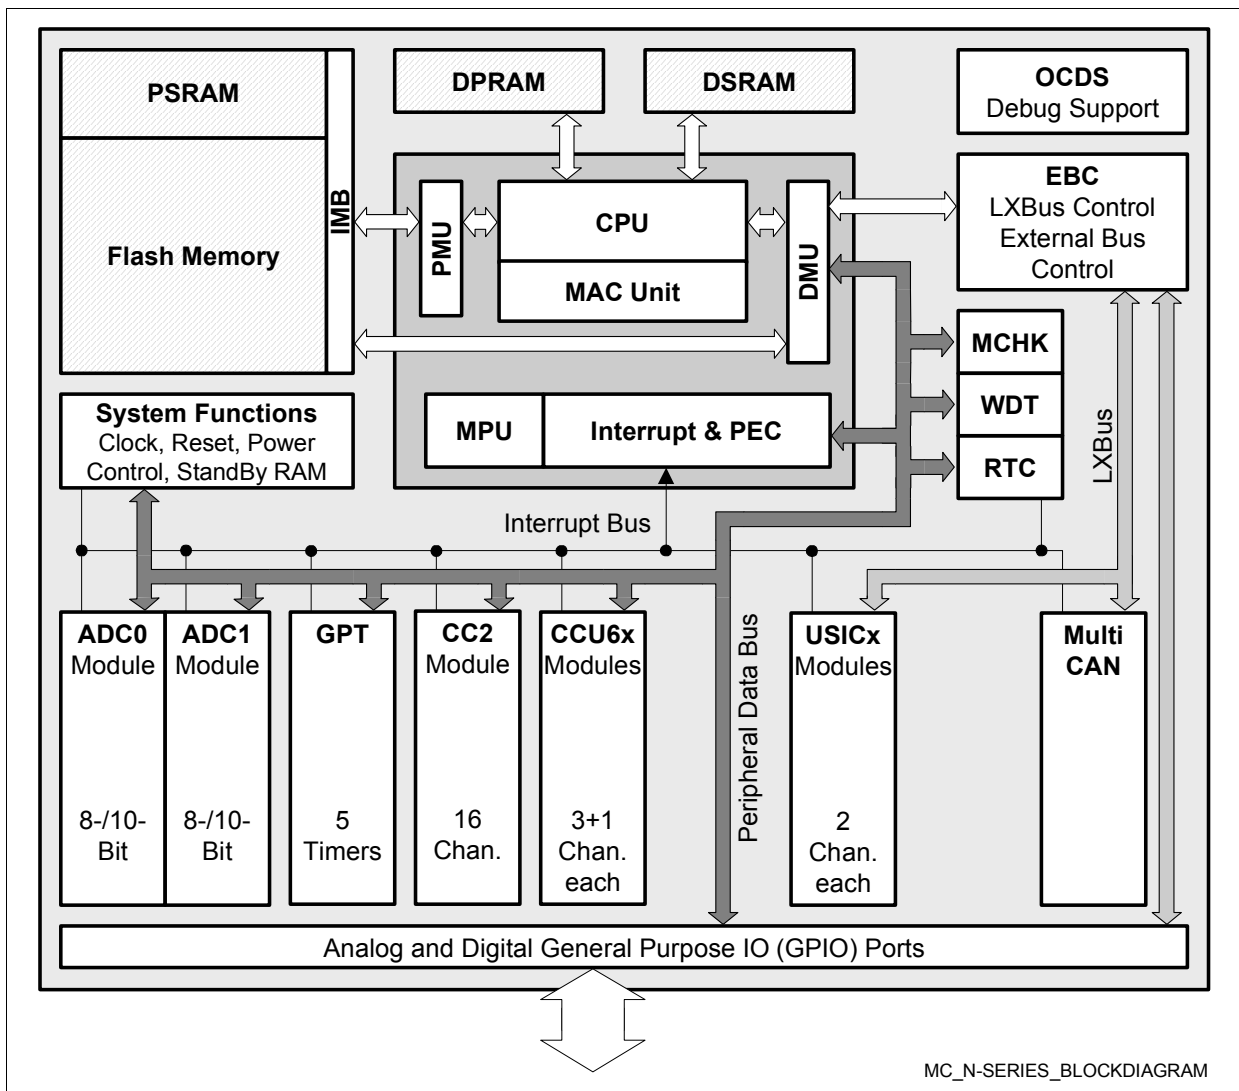 PSRAM
DPRAM
DSRAM
OCDS
Debug Support
IMB
Flash Memory
PMU
CPU
MAC Unit
DMU
EBC
LXBus Control
External Bus
Control
MCHK
WDT
RTC
LXBus
System Functions
Clock, Reset, Power
Control, StandBy RAM
MPU
Interrupt & PEC
Interrupt Bus
ADC0
Module
8-/10-
Bit
ADC1
Module
8-/10-
Bit
GPT
5
Timers
CC2
Module
16
Chan.
CCU6x
Modules
3+1
Chan.
each
Peripheral Data Bus
USICx
Modules
2
Chan.
each
Multi
CAN
Analog and Digital General Purpose IO (GPIO) Ports
MC_N-SERIES_BLOCKDIAGRAM